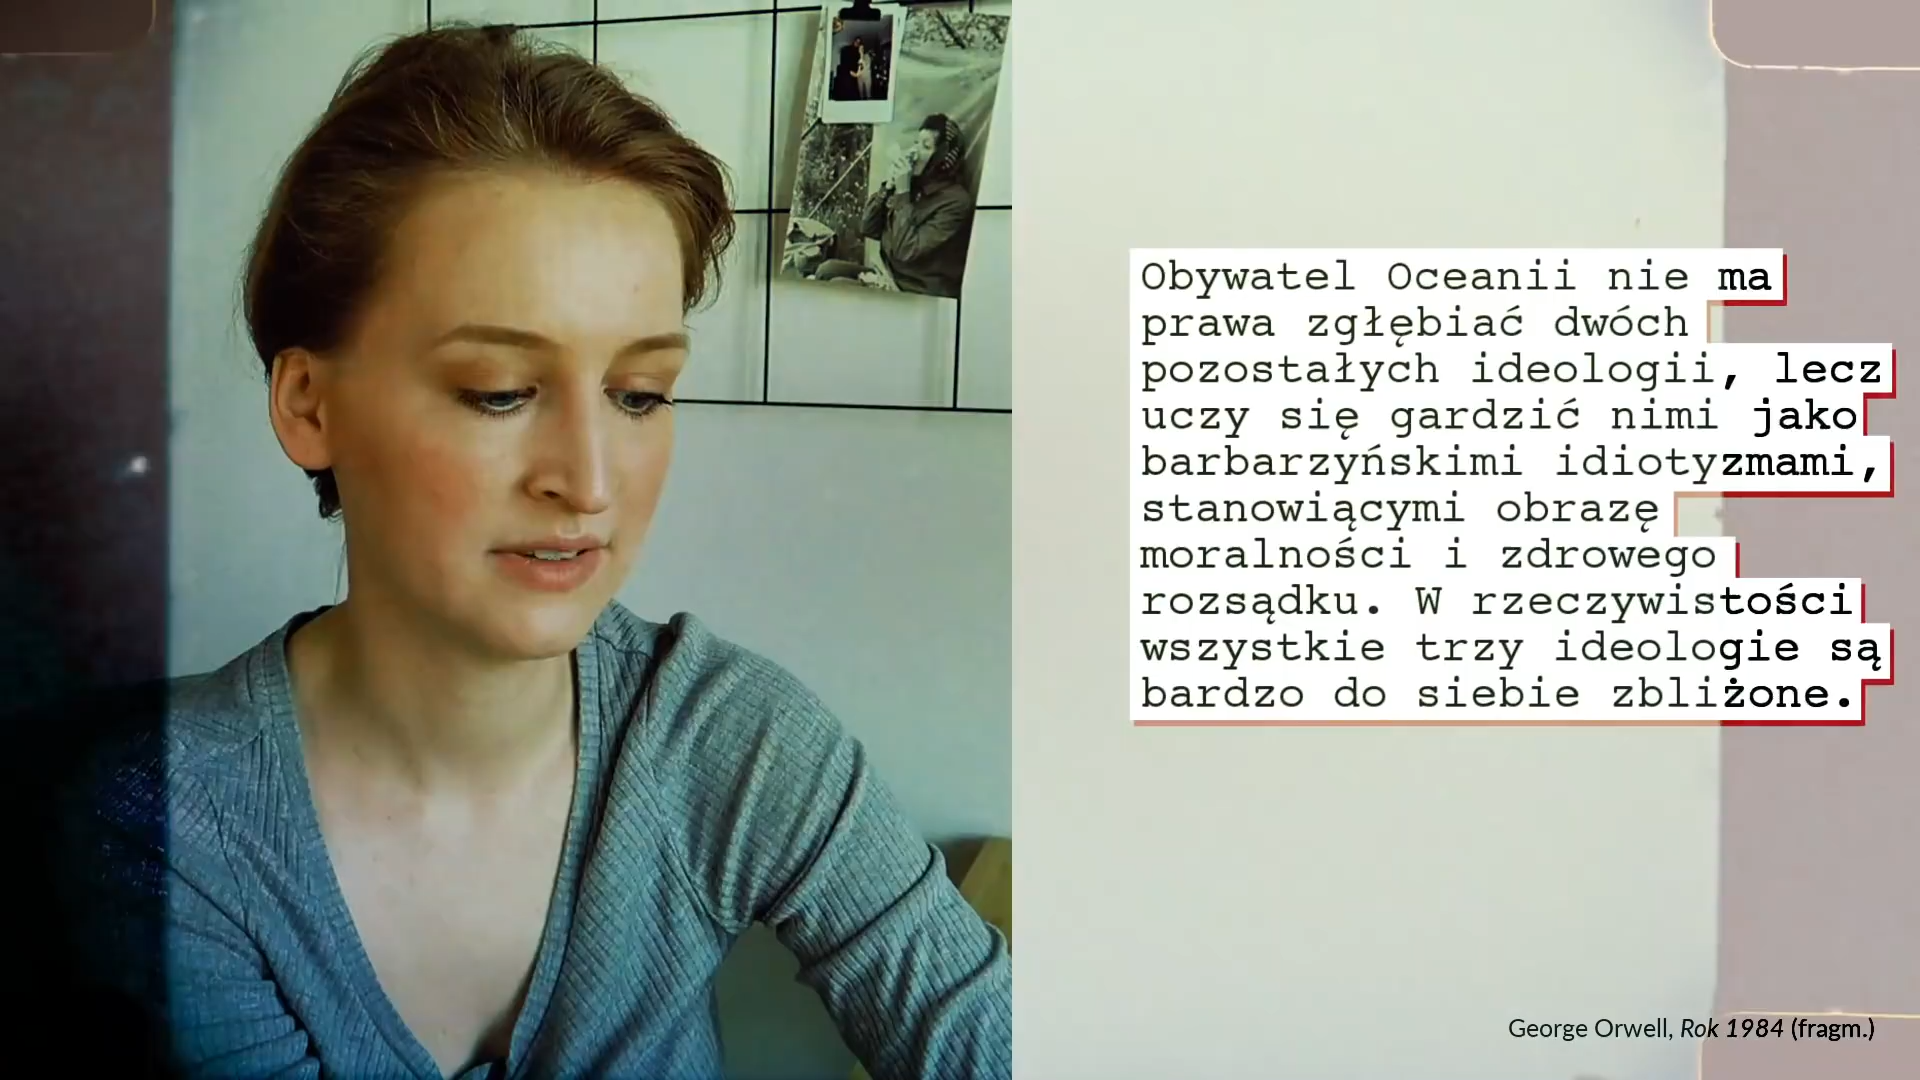 Obywatel Oceanii nie ma
prawa zgłębiać dwóch
pozostałych ideologii, lecz
uczy się gardzić nimi jako
barbarzyńskimi idiotyzmami,
stanowiącymi obrazę
moralności i zdrowego
rozsądku. W rzeczywistości
wszystkie trzy ideologie są
bardzo do siebie zbliżone.
George Orwell, Rok 1984 (fragm.)